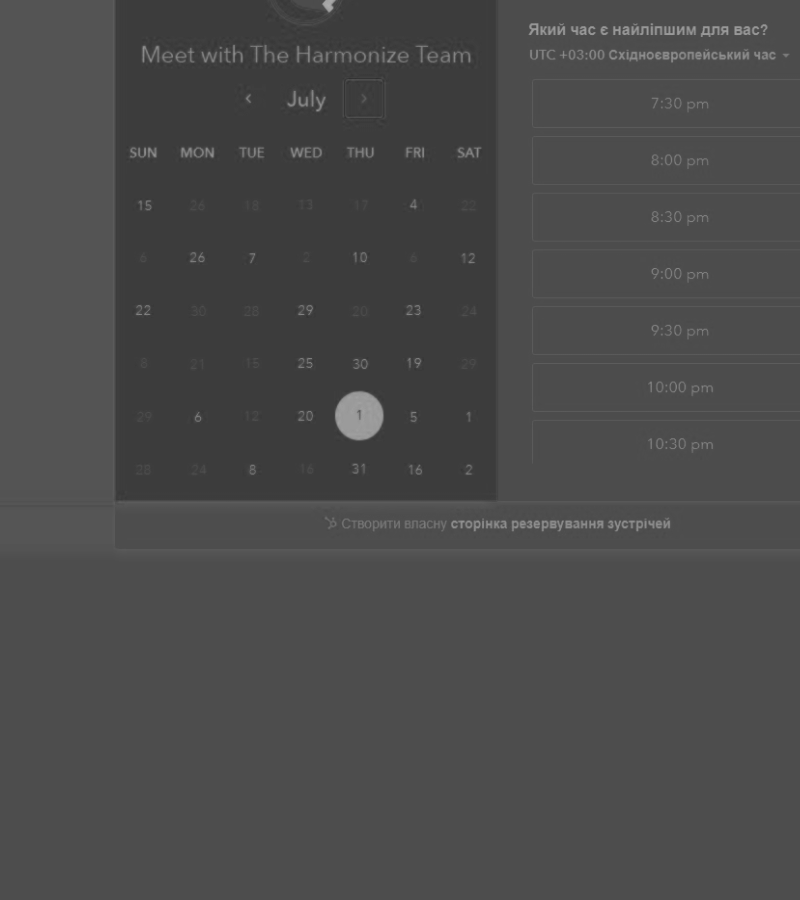 Meet with The Harmonize Team
‹ July ›
SUN MON TUE WED THU FRI SAT
15 26 18 13 17 4 22
6 26 7 2 10 6 12
22 30 28 29 20 23 24
8 21 15 25 30 19 29
29 6 12 20 1 5 1
28 24 8 16 31 16 2
Який час є найліпшим для вас?
UTC +03:00 Східноєвропейський час
7:30 pm
8:00 pm
8:30 pm
9:00 pm
9:30 pm
10:00 pm
10:30 pm
Створити власну сторінка резервування зустрічей